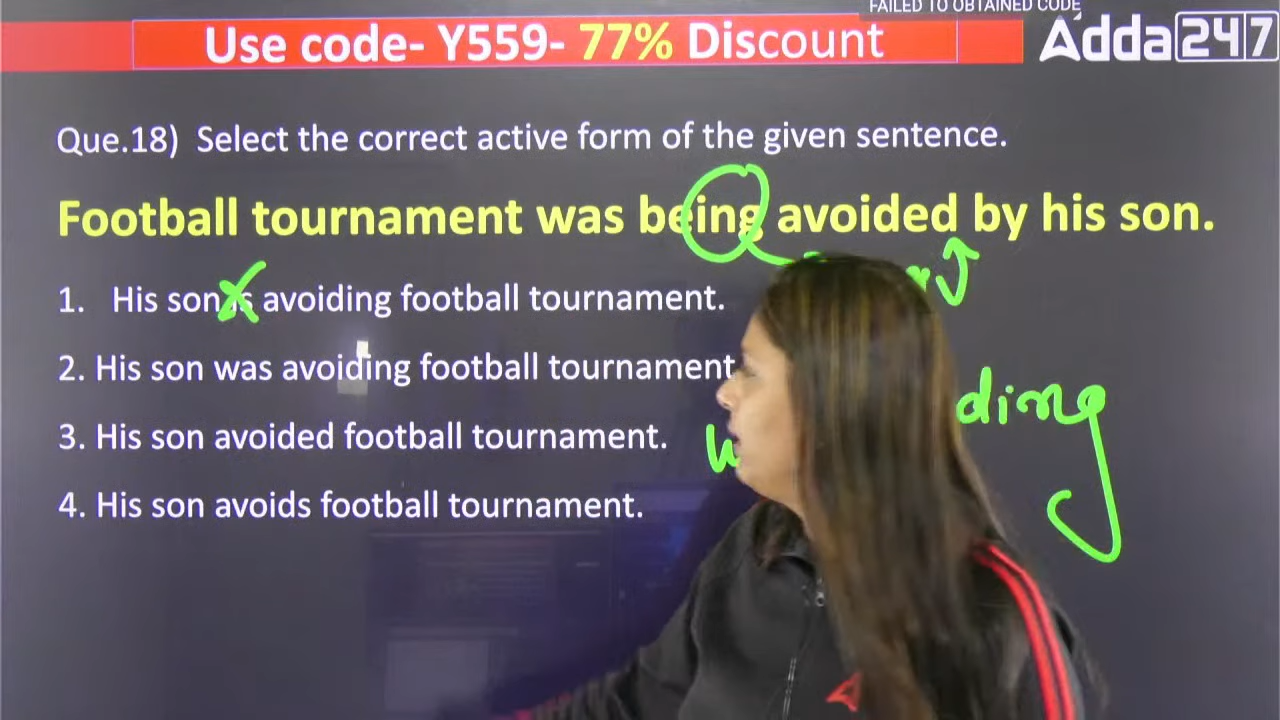 FAILED TO OBTAINED CODE
Use code- Y559- 77% Discount
Adda247
Que.18) Select the correct active form of the given sentence.
Football tournament was being avoided by his son.
1. His son is avoiding football tournament.
2. His son was avoiding football tournament
3. His son avoided football tournament.
4. His son avoids football tournament.
ding